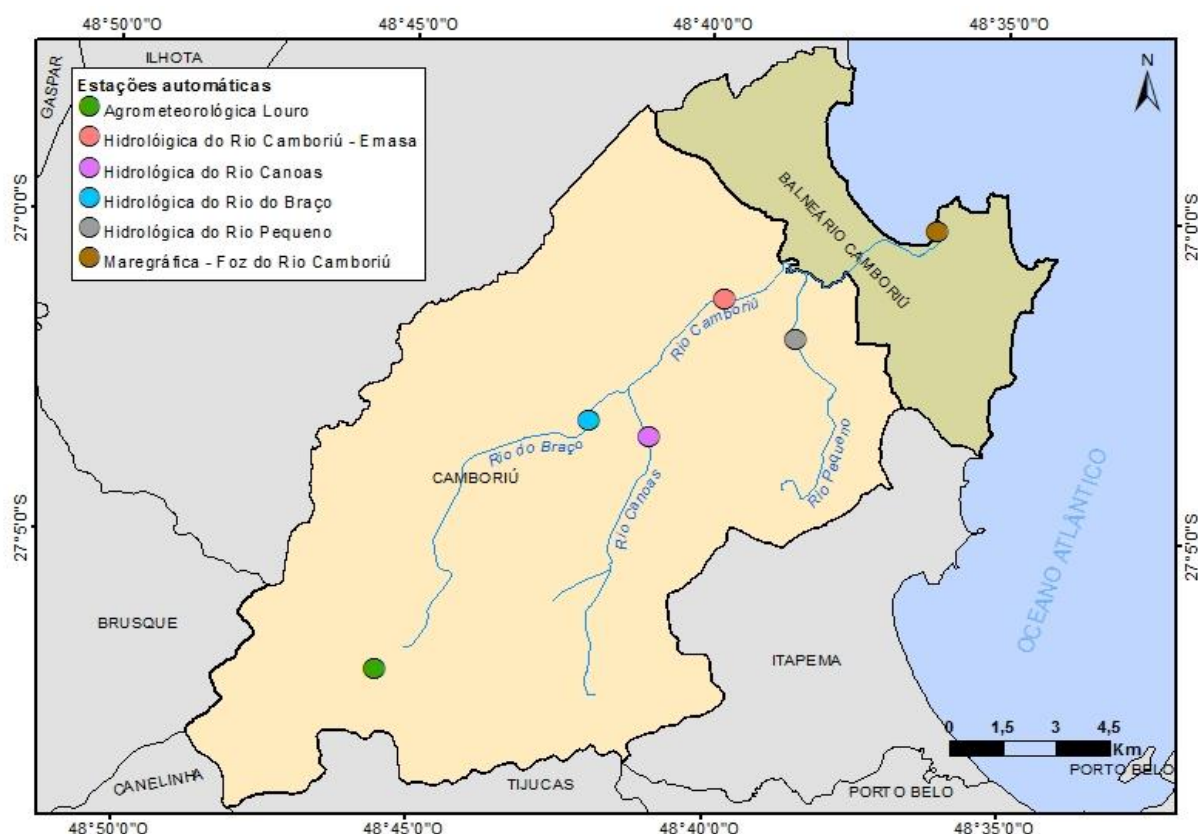 48°50'0"O 48°45'0"O 48°40'0"O 48°35'0"O
ILHOTA
GASPAR
N
Estações automáticas
Agrometeorológica Louro
Hidrolóigica do Rio Camboriú - Emasa
Hidrológica do Rio Canoas
Hidrológica do Rio do Braço
Hidrológica do Rio Pequeno
Maregráfica - Foz do Rio Camboriú
27°0'0"S
27°0'0"S
BALNEÁRIO CAMBORIÚ
Rio Camboriú
Rio do Braço
Rio Pequeno
CAMBORIÚ
Rio Canoas
OCEANO ATLÂNTICO
27°5'0"S
27°5'0"S
BRUSQUE
ITAPEMA
0 1,5 3 4,5
Km
CANELINHA
TIJUCAS
PORTO BELO
PORTO BELO
48°50'0"O 48°45'0"O 48°40'0"O 48°35'0"O